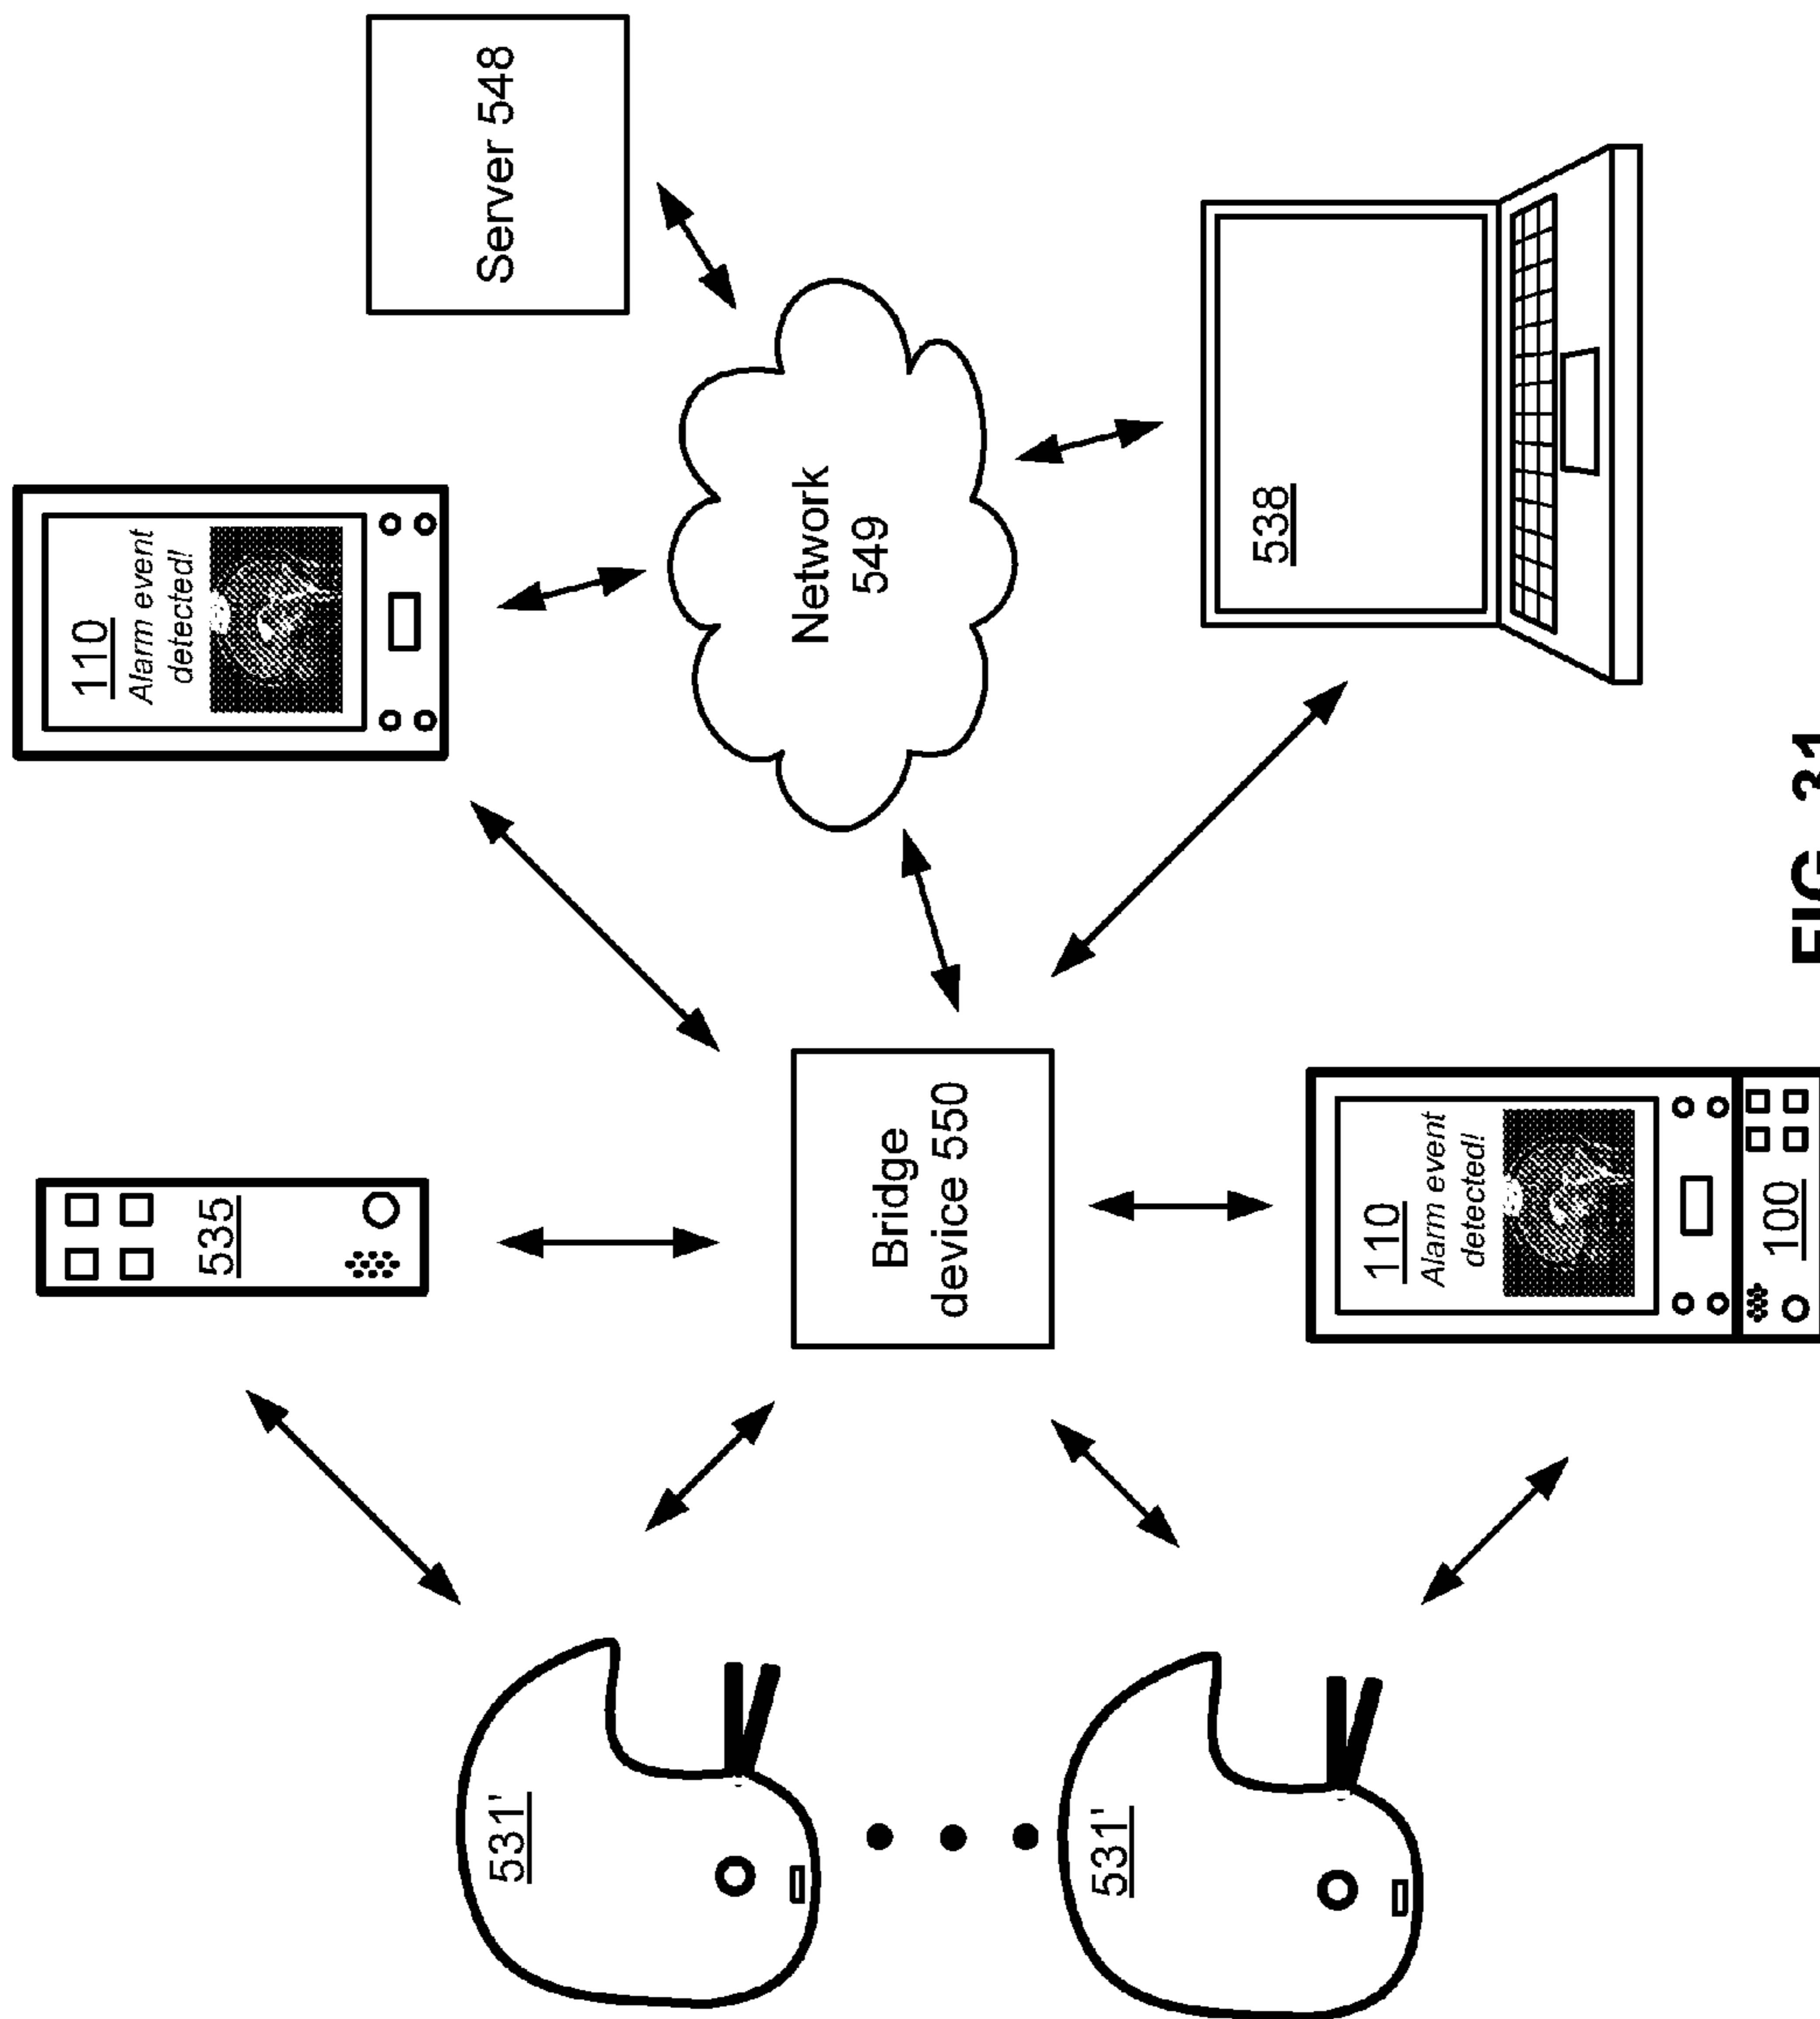 110
Alarm event
detected!
535
Server 548
531'
Network
549
Bridge
device 550
531'
538
110
Alarm event
detected!
100
FIG. 31